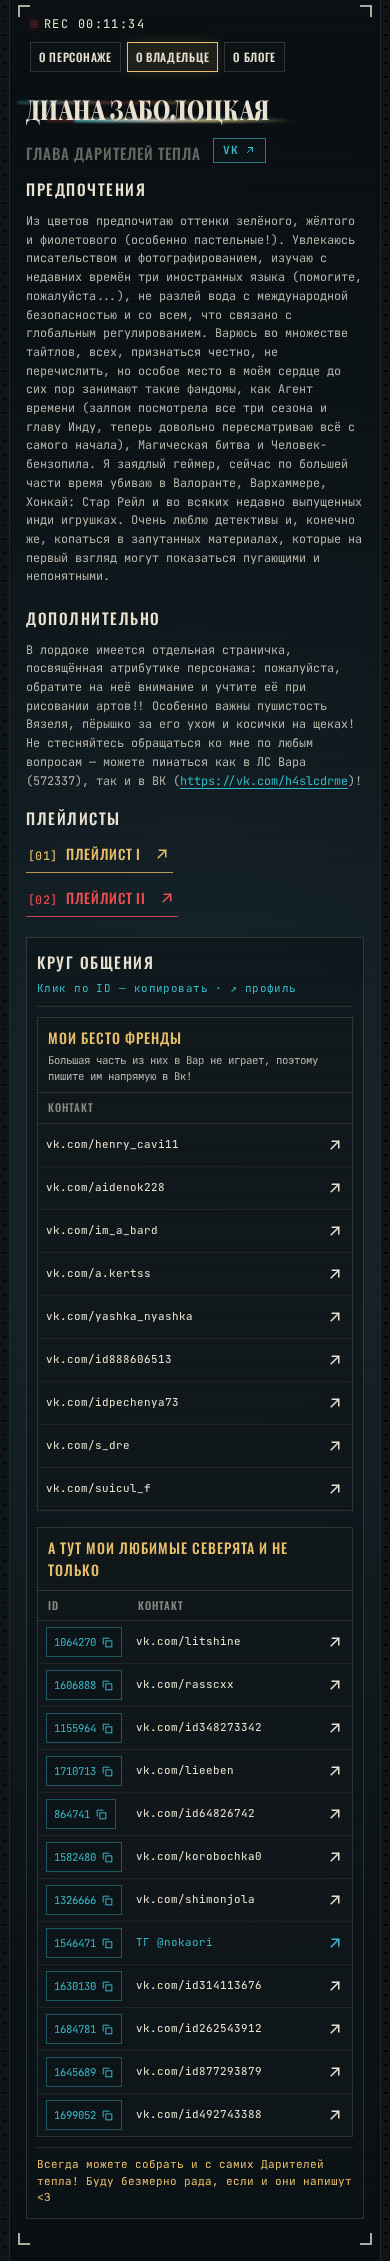 REC 00:11:34
О ПЕРСОНАЖЕ О ВЛАДЕЛЬЦЕ О БЛОГЕ
ДИАНА ЗАБОЛОЦКАЯ
ГЛАВА ДАРИТЕЛЕЙ ТЕПЛА VK ↗
ПРЕДПОЧТЕНИЯ
Из цветов предпочитаю оттенки зелёного, жёлтого
и фиолетового (особенно пастельные!). Увлекаюсь
писательством и фотографированием, изучаю с
недавних времён три иностранных языка (помогите,
пожалуйста...), не разлей вода с международной
безопасностью и со всем, что связано с
глобальным регулированием. Варюсь во множестве
тайтлов, всех, признаться честно, не
перечислить, но особое место в моём сердце до
сих пор занимают такие фандомы, как Агент
времени (залпом посмотрела все три сезона и
главу Инду, теперь довольно пересматриваю всё с
самого начала), Магическая битва и Человек-
бензопила. Я заядлый геймер, сейчас по большей
части время убиваю в Валоранте, Вархаммере,
Хонкай: Стар Рейл и во всяких недавно выпущенных
инди игрушках. Очень люблю детективы и, конечно
же, копаться в запутанных материалах, которые на
первый взгляд могут показаться пугающими и
непонятными.
ДОПОЛНИТЕЛЬНО
В лордоке имеется отдельная страничка,
посвящённая атрибутике персонажа: пожалуйста,
обратите на неё внимание и учтите её при
рисовании артов!! Особенно важны пушистость
Вязеля, пёрышко за его ухом и косички на щеках!
Не стесняйтесь обращаться ко мне по любым
вопросам — можете пинаться как в ЛС Вара
(572337), так и в ВК (https://vk.com/h4slcdrme)!
ПЛЕЙЛИСТЫ
[01] ПЛЕЙЛИСТ I ↗
[02] ПЛЕЙЛИСТ II ↗
КРУГ ОБЩЕНИЯ
Клик по ID — копировать · ↗ профиль
МОИ БЕСТО ФРЕНДЫ
Большая часть из них в Вар не играет, поэтому
пишите им напрямую в Вк!
КОНТАКТ
vk.com/henry_cavi11 ↗
vk.com/aidenok228 ↗
vk.com/im_a_bard ↗
vk.com/a.kertss ↗
vk.com/yashka_nyashka ↗
vk.com/id888606513 ↗
vk.com/idpechenya73 ↗
vk.com/s_dre ↗
vk.com/suicul_f ↗
А ТУТ МОИ ЛЮБИМЫЕ СЕВЕРЯТА И НЕ
ТОЛЬКО
ID КОНТАКТ
1064270 vk.com/litshine ↗
1606888 vk.com/rasscxx ↗
1155964 vk.com/id348273342 ↗
1710713 vk.com/lieeben ↗
864741 vk.com/id64826742 ↗
1582480 vk.com/korobochka0 ↗
1326666 vk.com/shimonjola ↗
1546471 ТГ @nokaori ↗
1630130 vk.com/id314113676 ↗
1684781 vk.com/id262543912 ↗
1645689 vk.com/id877293879 ↗
1699052 vk.com/id492743388 ↗
Всегда можете собрать и с самих Дарителей
тепла! Буду безмерно рада, если и они напишут
<3